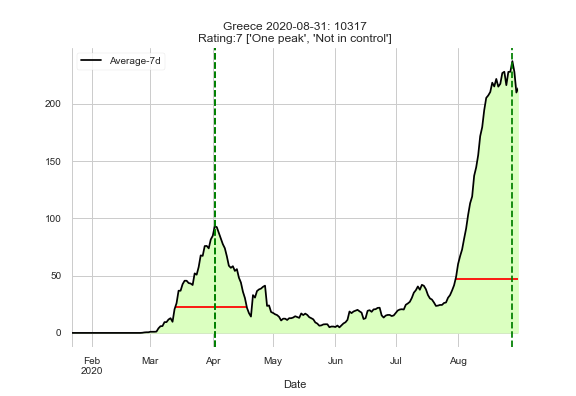 Greece 2020-08-31: 10317
Rating:7 ['One peak', 'Not in control']
Average-7d
200
150
100
50
0
Feb Mar Apr May Jun Jul Aug
2020
Date